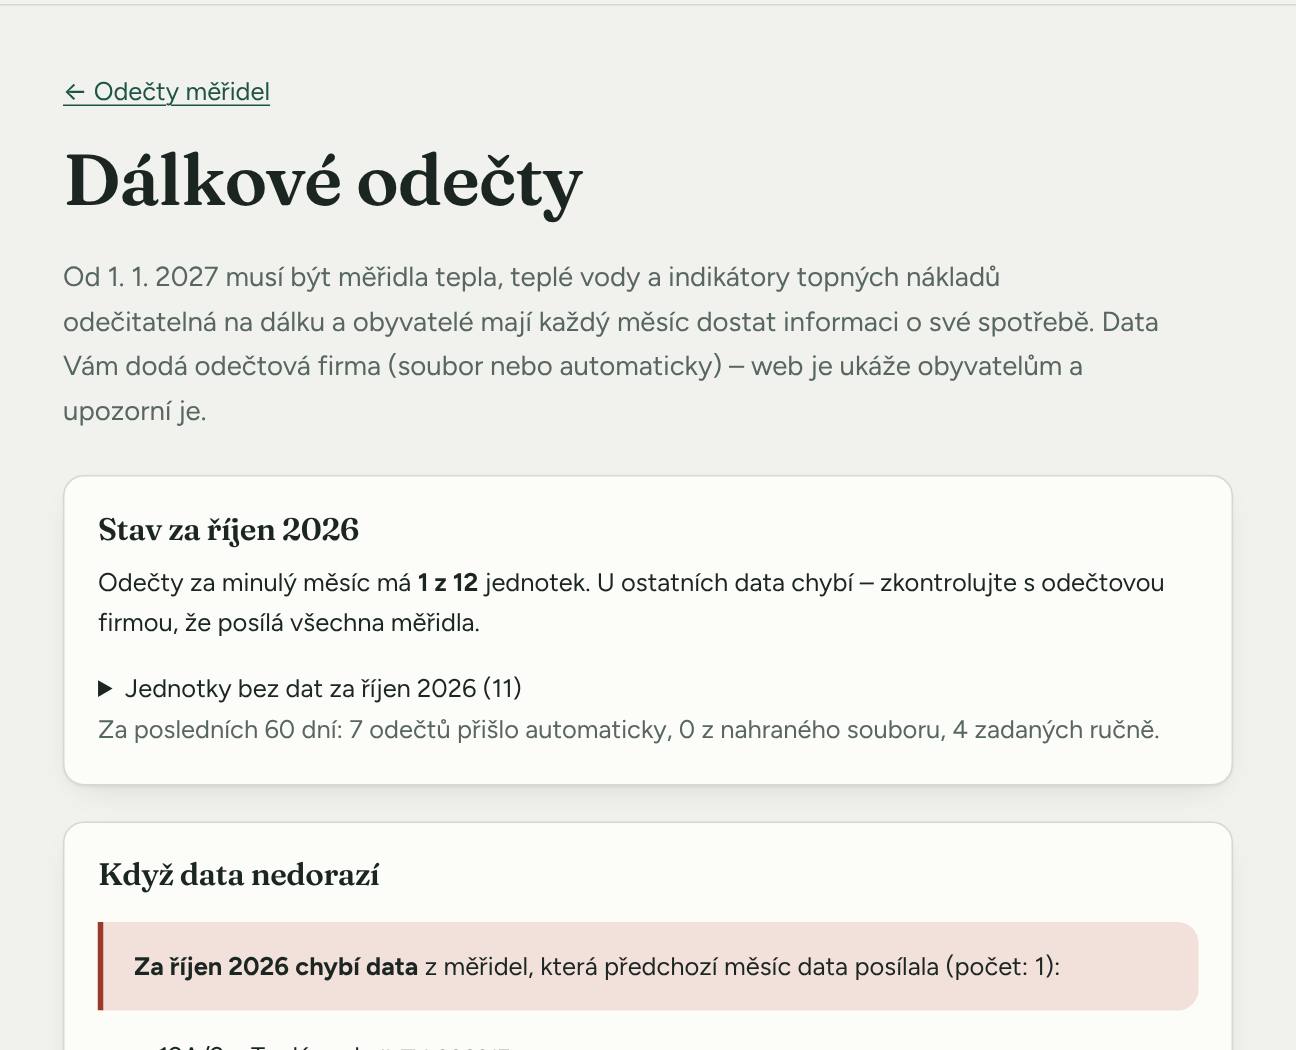 ← Odečty měřidel
Dálkové odečty
Od 1. 1. 2027 musí být měřidla tepla, teplé vody a indikátory topných nákladů
odečitatelná na dálku a obyvatelé mají každý měsíc dostat informaci o své spotřebě. Data
Vám dodá odečtová firma (soubor nebo automaticky) – web je ukáže obyvatelům a
upozorní je.
Stav za říjen 2026
Odečty za minulý měsíc má 1 z 12 jednotek. U ostatních data chybí – zkontrolujte s odečtovou
firmou, že posílá všechna měřidla.
▶ Jednotky bez dat za říjen 2026 (11)
Za posledních 60 dní: 7 odečtů přišlo automaticky, 0 z nahraného souboru, 4 zadaných ručně.
Když data nedorazí
Za říjen 2026 chybí data z měřidel, která předchozí měsíc data posílala (počet: 1):